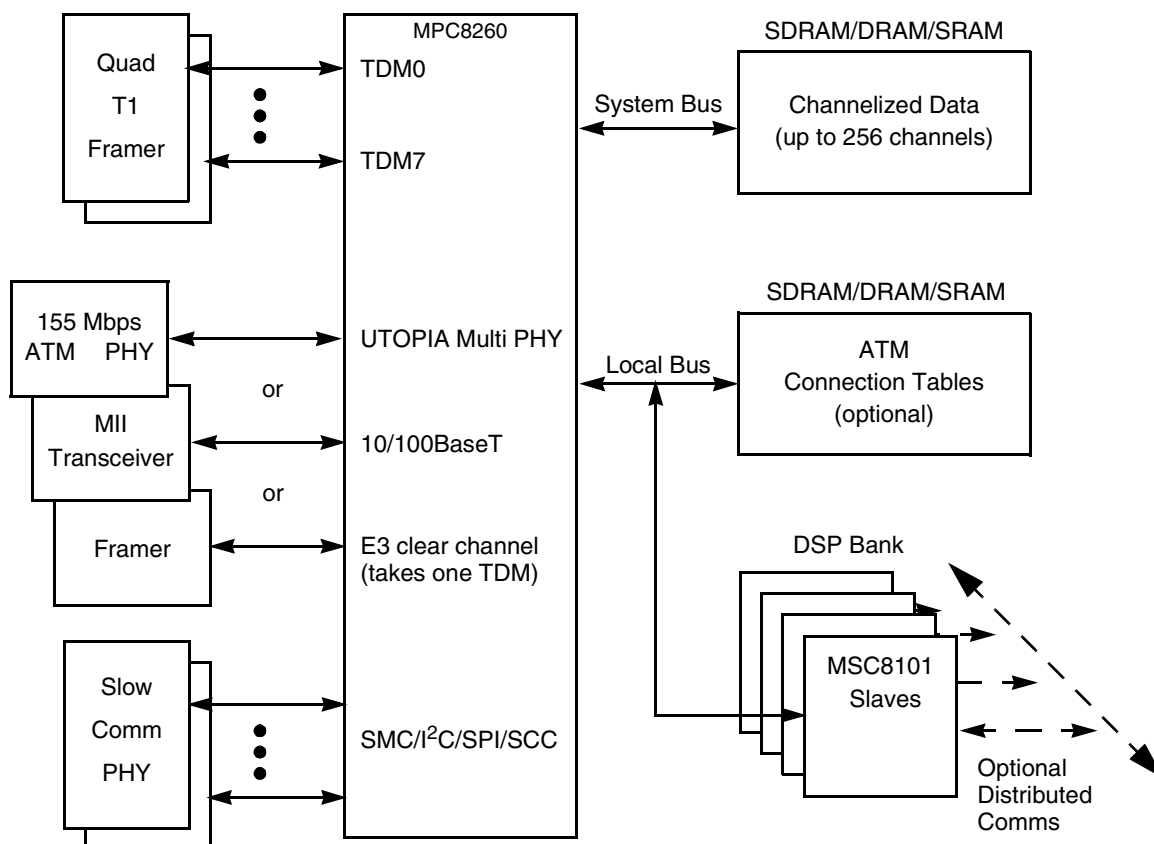 MPC8260
Quad
T1
Framer
TDM0
TDM7
SDRAM/DRAM/SRAM
System Bus
Channelized Data
(up to 256 channels)
155 Mbps
ATM PHY
UTOPIA Multi PHY
or
MII
Transceiver
10/100BaseT
or
Framer
E3 clear channel
(takes one TDM)
SDRAM/DRAM/SRAM
Local Bus
ATM
Connection Tables
(optional)
DSP Bank
MSC8101
Slaves
Optional
Distributed
Comms
Slow
Comm
PHY
SMC/I²C/SPI/SCC